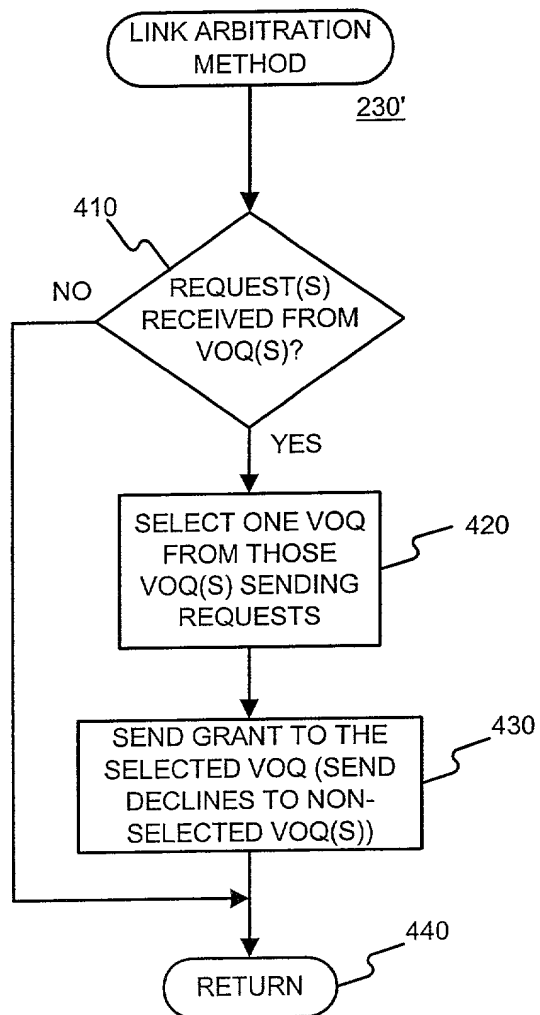 LINK ARBITRATION
METHOD
230'
410
NO
REQUEST(S)
RECEIVED FROM
VOQ(S)?
YES
SELECT ONE VOQ
FROM THOSE
VOQ(S) SENDING
REQUESTS
420
SEND GRANT TO THE
SELECTED VOQ (SEND
DECLINES TO NON-
SELECTED VOQ(S))
430
440
RETURN